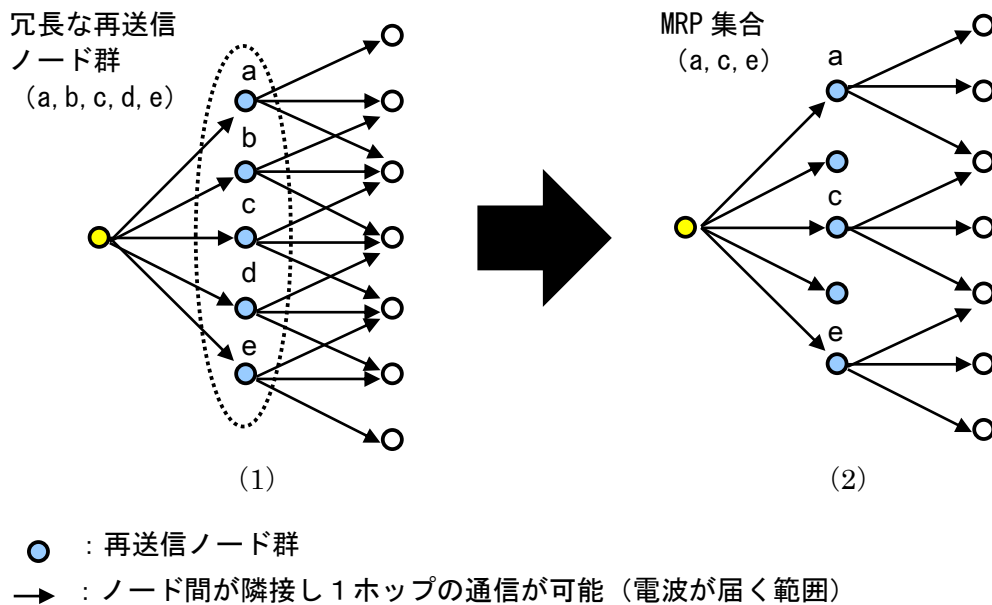 冗長な再送信
ノード群
（a,b,c,d,e）
a
b
c
d
e
(1)
MRP 集合
（a,c,e）
a
c
e
(2)
：再送信ノード群
：ノード間が隣接し１ホップの通信が可能（電波が届く範囲）